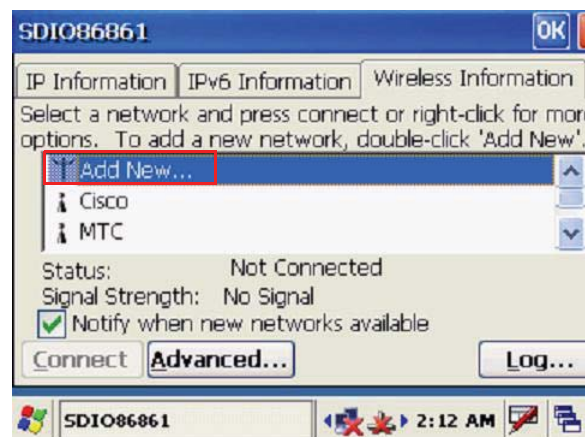 SDIO86861 OK
IP Information IPv6 Information Wireless Information
Select a network and press connect or right-click for mor
options. To add a new network, double-click 'Add New'.
Add New...
Cisco
MTC
Status: Not Connected
Signal Strength: No Signal
Notify when new networks available
Connect Advanced... Log...
SDIO86861 2:12 AM